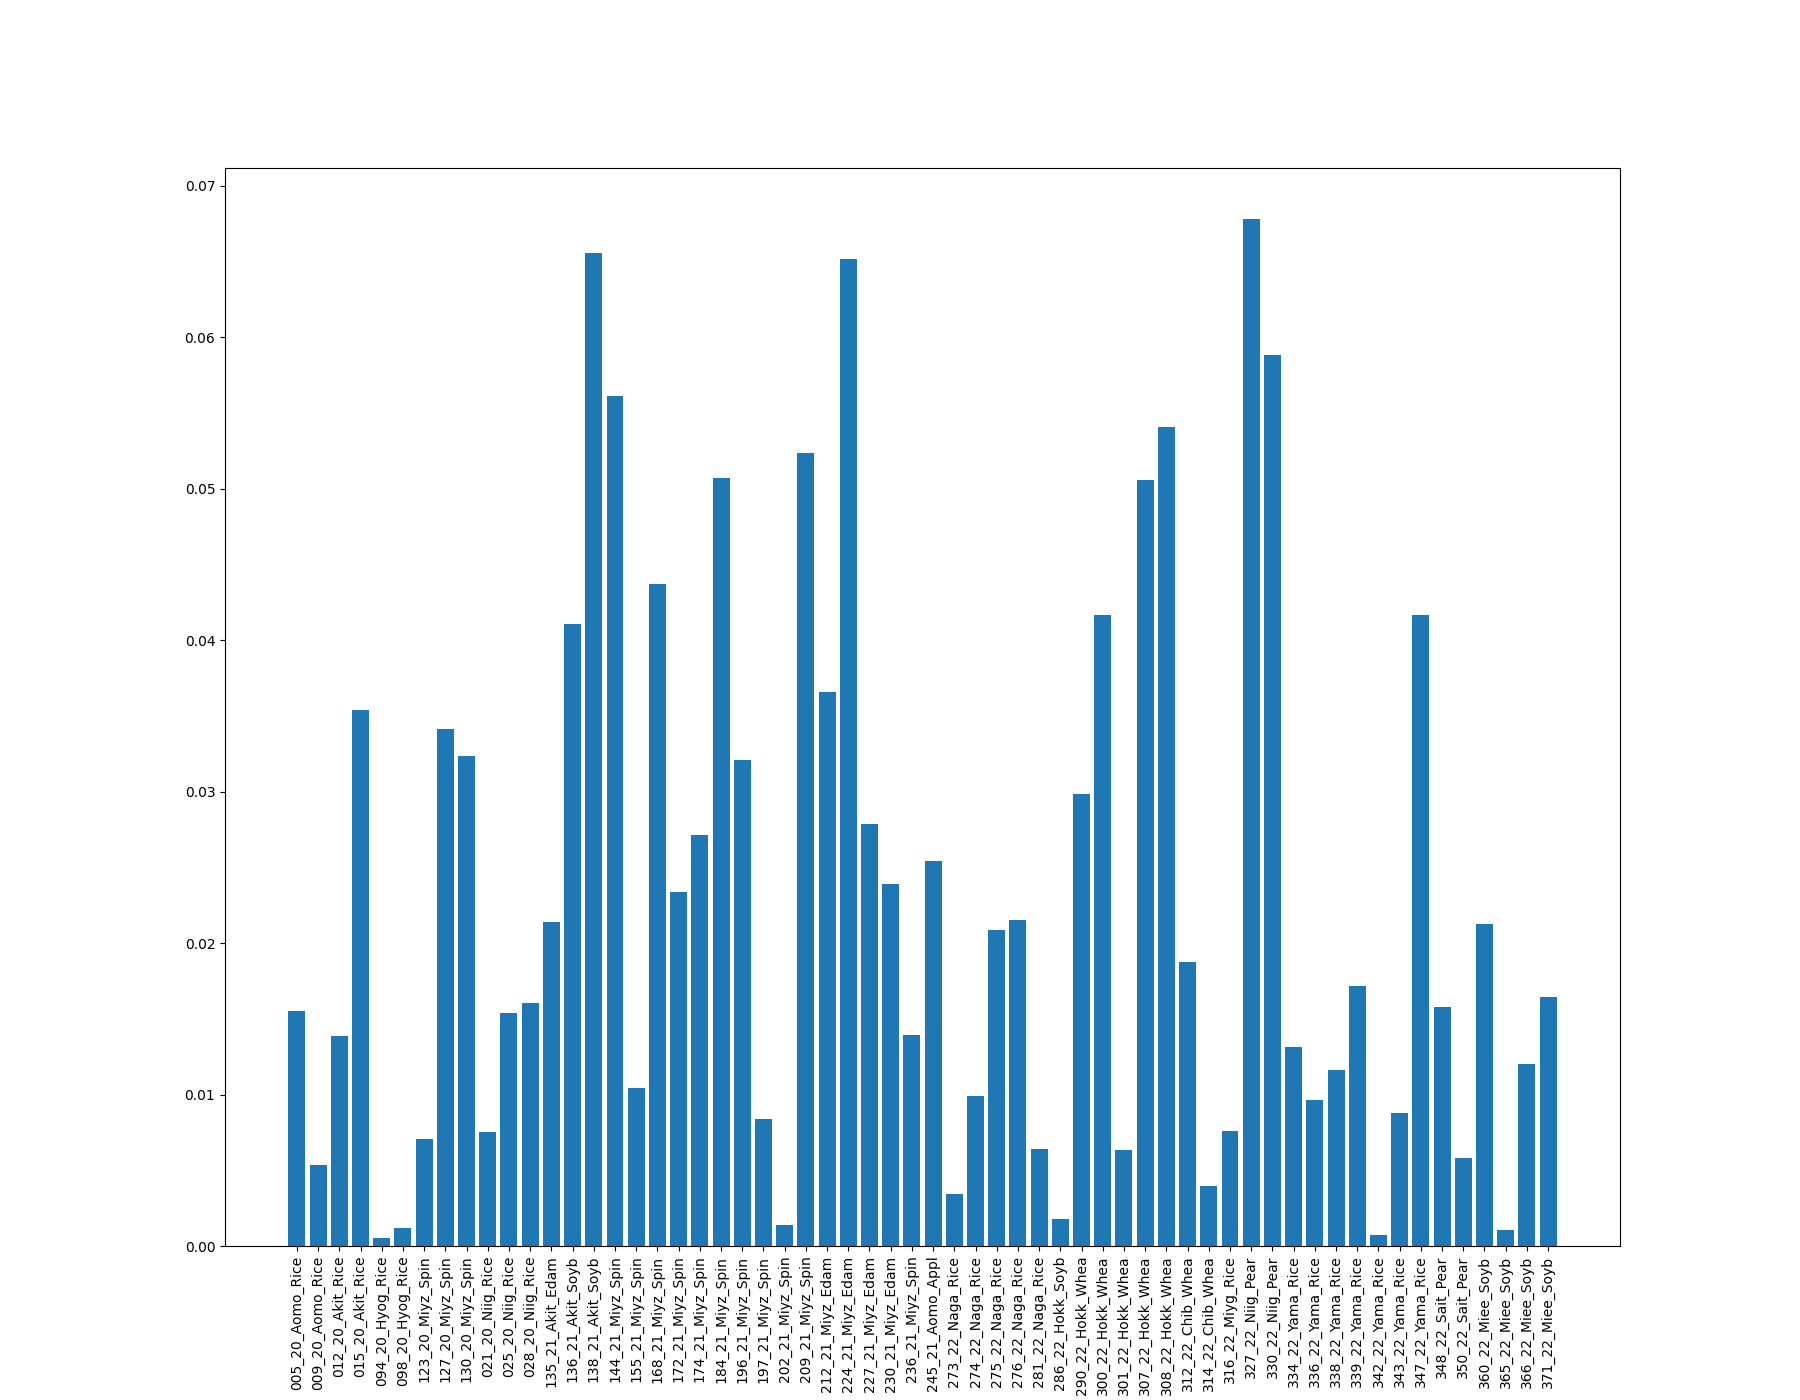 0.07
0.06
0.05
0.04
0.03
0.02
0.01
0.00
005_20_Aomo_Rice
009_20_Aomo_Rice
012_20_Akit_Rice
015_20_Akit_Rice
094_20_Hyog_Rice
098_20_Hyog_Rice
123_20_Miyz_Spin
127_20_Miyz_Spin
130_20_Miyz_Spin
021_20_Niig_Rice
025_20_Niig_Rice
028_20_Niig_Rice
135_21_Akit_Edam
136_21_Akit_Soyb
138_21_Akit_Soyb
144_21_Miyz_Spin
155_21_Miyz_Spin
168_21_Miyz_Spin
172_21_Miyz_Spin
174_21_Miyz_Spin
184_21_Miyz_Spin
196_21_Miyz_Spin
197_21_Miyz_Spin
202_21_Miyz_Spin
209_21_Miyz_Spin
212_21_Miyz_Edam
224_21_Miyz_Edam
227_21_Miyz_Edam
230_21_Miyz_Edam
236_21_Miyz_Spin
245_21_Aomo_Appl
273_22_Naga_Rice
274_22_Naga_Rice
275_22_Naga_Rice
276_22_Naga_Rice
281_22_Naga_Rice
286_22_Hokk_Soyb
290_22_Hokk_Whea
300_22_Hokk_Whea
301_22_Hokk_Whea
307_22_Hokk_Whea
308_22_Hokk_Whea
312_22_Chib_Whea
314_22_Chib_Whea
316_22_Miyg_Rice
327_22_Niig_Pear
330_22_Niig_Pear
334_22_Yama_Rice
336_22_Yama_Rice
338_22_Yama_Rice
339_22_Yama_Rice
342_22_Yama_Rice
343_22_Yama_Rice
347_22_Yama_Rice
348_22_Sait_Pear
350_22_Sait_Pear
360_22_Miee_Soyb
365_22_Miee_Soyb
366_22_Miee_Soyb
371_22_Miee_Soyb